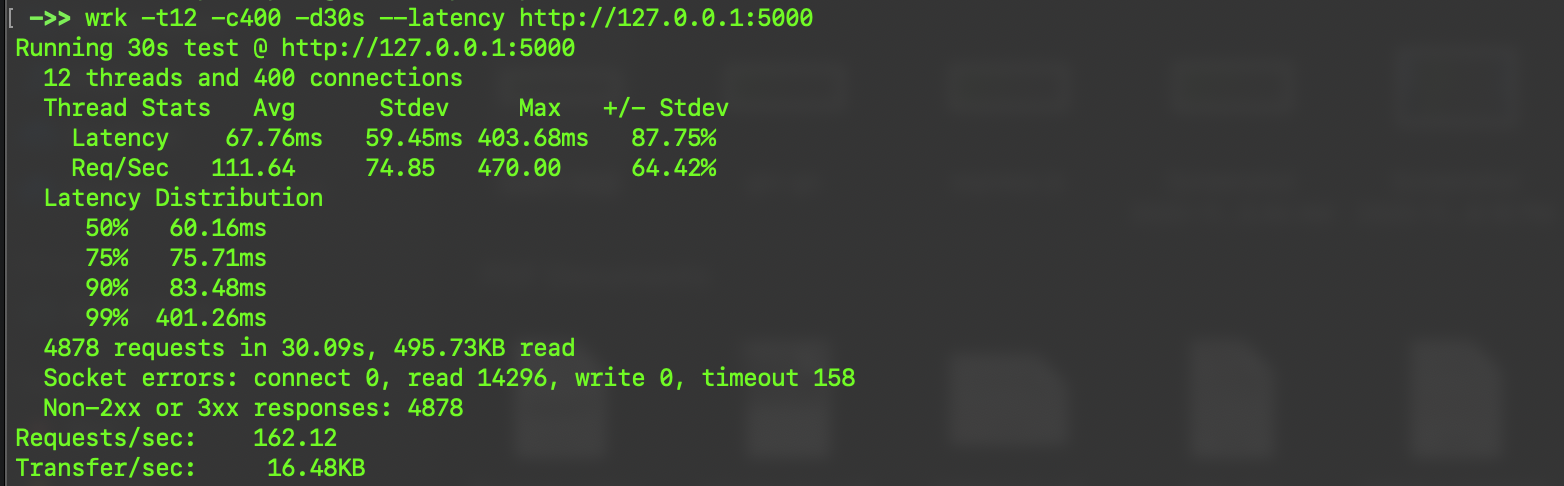 [ ->> wrk -t12 -c400 -d30s --latency http://127.0.0.1:5000
Running 30s test @ http://127.0.0.1:5000
  12 threads and 400 connections
  Thread Stats   Avg      Stdev     Max   +/- Stdev
    Latency    67.76ms   59.45ms 403.68ms   87.75%
    Req/Sec   111.64     74.85   470.00     64.42%
  Latency Distribution
     50%   60.16ms
     75%   75.71ms
     90%   83.48ms
     99%  401.26ms
  4878 requests in 30.09s, 495.73KB read
  Socket errors: connect 0, read 14296, write 0, timeout 158
  Non-2xx or 3xx responses: 4878
Requests/sec:    162.12
Transfer/sec:     16.48KB